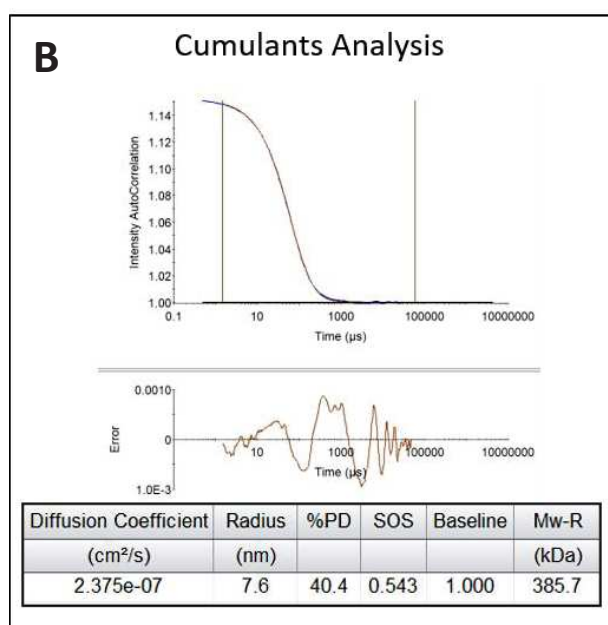 B
Cumulants Analysis
Intensity AutoCorrelation
1.14
1.12
1.10
1.08
1.06
1.04
1.02
1.00
0.1 10 1000 100000 10000000
Time (µs)
Error
0.0010
0
1.0E-3
10 1000 100000 10000000
Time (µs)
Diffusion Coefficient Radius %PD SOS Baseline Mw-R
(cm²/s) (nm) (kDa)
2.375e-07 7.6 40.4 0.543 1.000 385.7